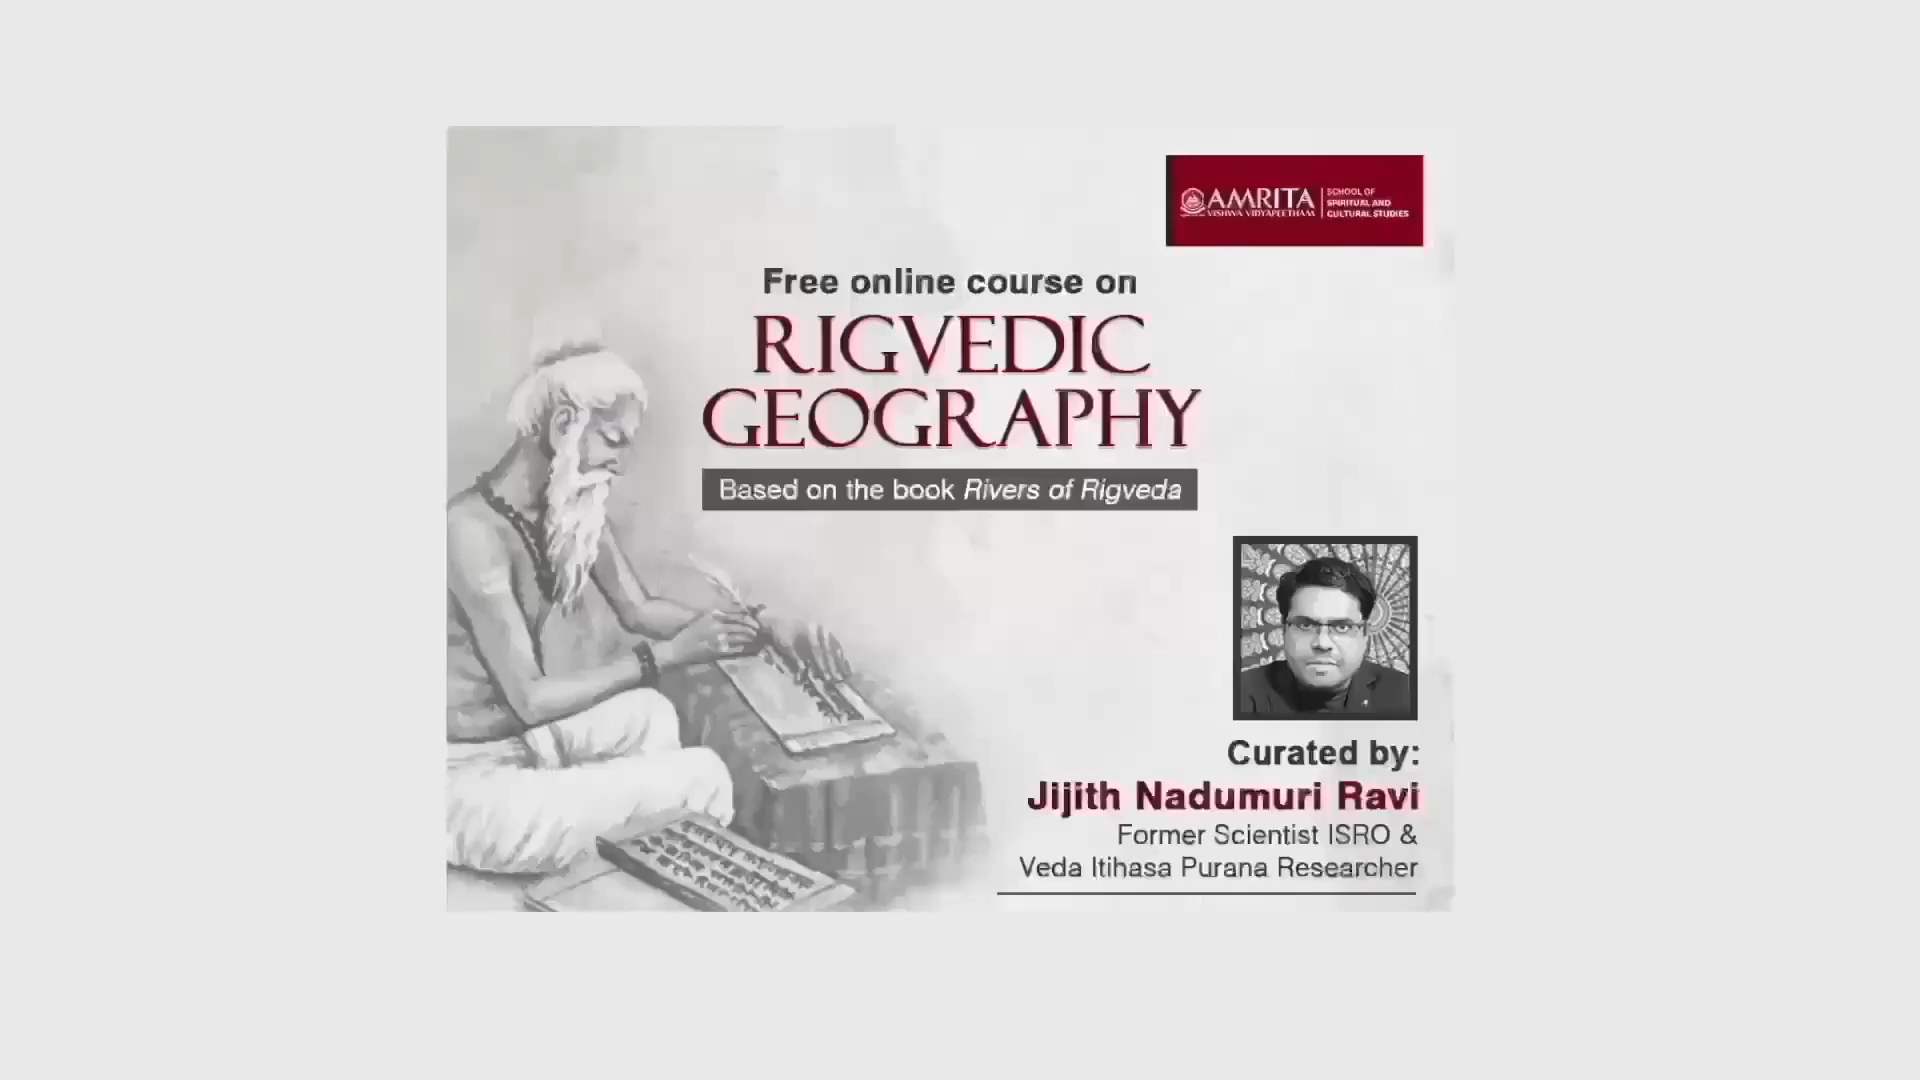 AMRITA
VISHWA VIDYAPEETHAM
SCHOOL OF
SPIRITUAL AND
CULTURAL STUDIES
Free online course on
RIGVEDIC
GEOGRAPHY
Based on the book Rivers of Rigveda
Curated by:
Jijith Nadumuri Ravi
Former Scientist ISRO &
Veda Itihasa Purana Researcher